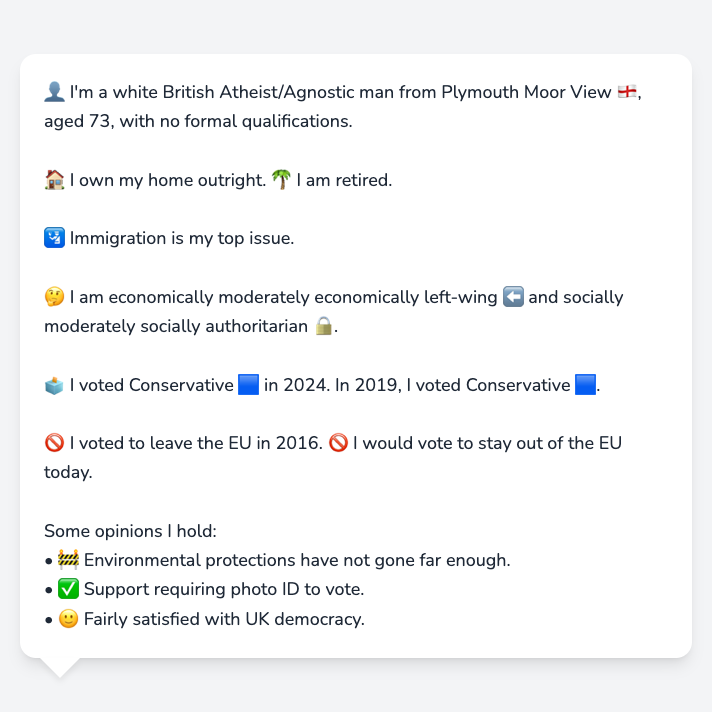 👤 I'm a white British Atheist/Agnostic man from Plymouth Moor View 🏴󠁧󠁢󠁥󠁮󠁧󠁿,
aged 73, with no formal qualifications.
🏠 I own my home outright. 🌴 I am retired.
🛂 Immigration is my top issue.
🤔 I am economically moderately economically left-wing ⬅️ and socially
moderately socially authoritarian 🔒.
🗳️ I voted Conservative 🟦 in 2024. In 2019, I voted Conservative 🟦.
🚫 I voted to leave the EU in 2016. 🚫 I would vote to stay out of the EU
today.
Some opinions I hold:
• 🚧 Environmental protections have not gone far enough.
• ✅ Support requiring photo ID to vote.
• 🙂 Fairly satisfied with UK democracy.